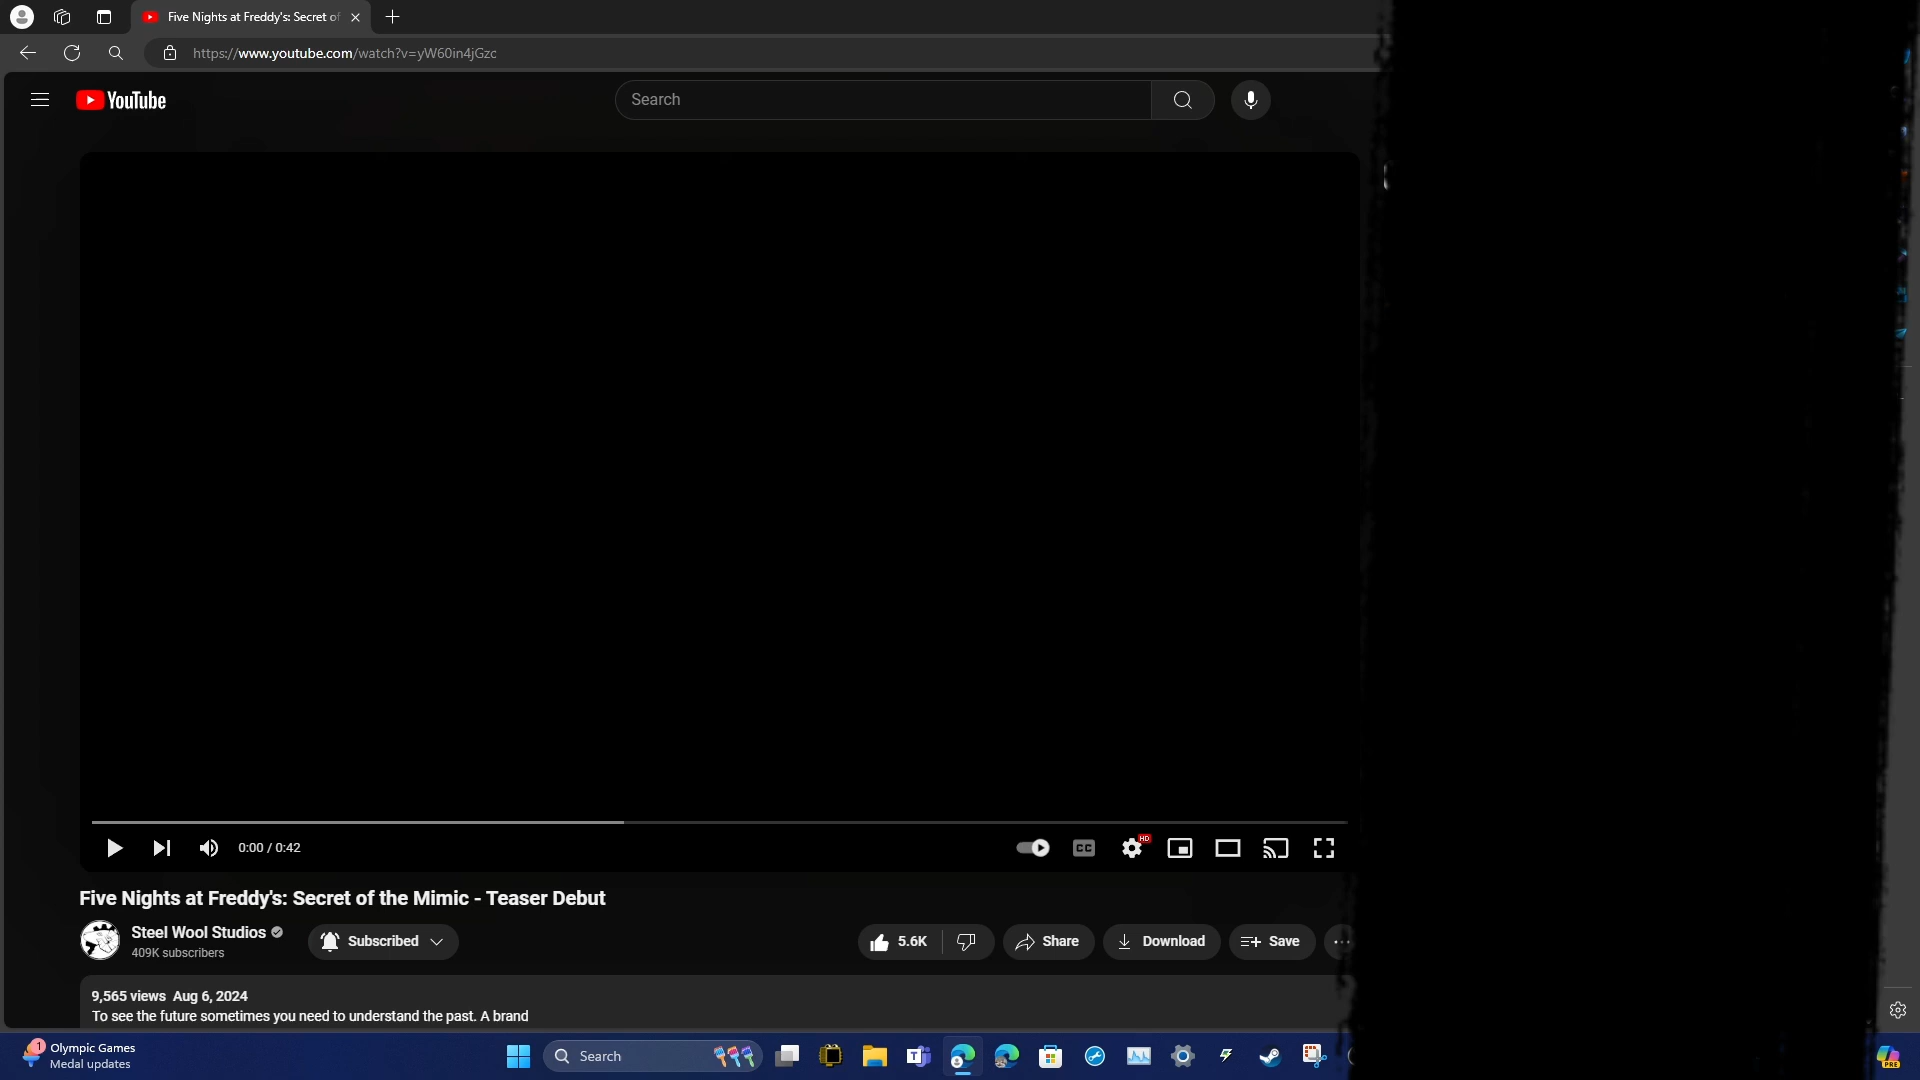 Five Nights at Freddy's: Secret of
https://www.youtube.com/watch?v=yW60in4jGzc
YouTube
Search
0:00 / 0:42
CC
HD
Five Nights at Freddy's: Secret of the Mimic - Teaser Debut
Steel Wool Studios
409K subscribers
Subscribed
5.6K
Share
Download
Save
9,565 views Aug 6, 2024
To see the future sometimes you need to understand the past. A brand
1
Olympic Games
Medal updates
Search
PRE